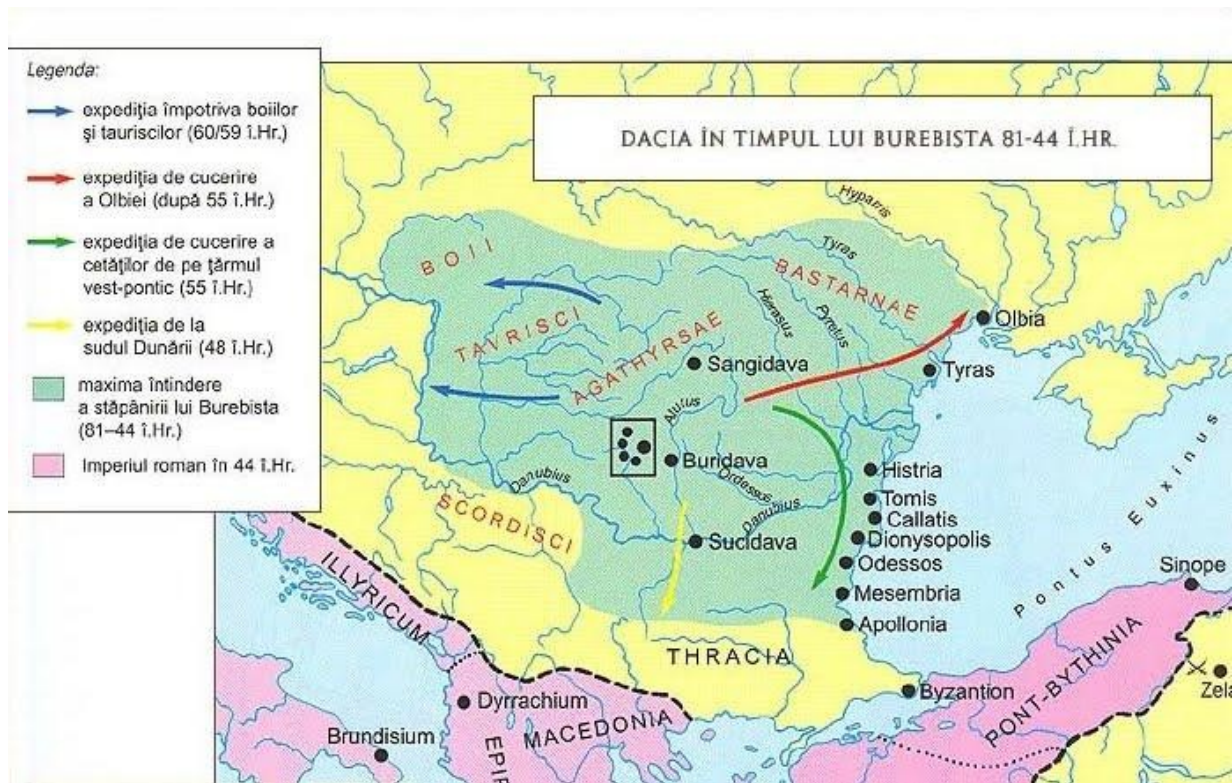 Legenda:
expediția împotriva boiilor
și tauriscilor (60/59 î.Hr.)
expediția de cucerire
a Olbiei (după 55 î.Hr.)
expediția de cucerire a
cetăților de pe țărmul
vest-pontic (55 î.Hr.)
expediția de la
sudul Dunării (48 î.Hr.)
maxima întindere
a stăpânirii lui Burebista
(81–44 î.Hr.)
Imperiul roman în 44 î.Hr.
DACIA ÎN TIMPUL LUI BUREBISTA 81-44 Î.HR.
Hyparris
Tyras
BOII
BASTARNAE
Hierasus
Pyretus
TAVRISCI
AGATHYRSAE
Olbia
Sangidava
Tyras
Alutus
Buridava
Histria
Ordessos
Danubius
Danubius
Tomis
Callatis
SCORDISCI
Sucidava
Dionysopolis
Odessos
Pontus Euxinus
Sinope
Mesembria
ILLYRICUM
Apollonia
THRACIA
PONT-BYTHINIA
Byzantion
Zela
Dyrrachium
MACEDONIA
Brundisium
EPIR